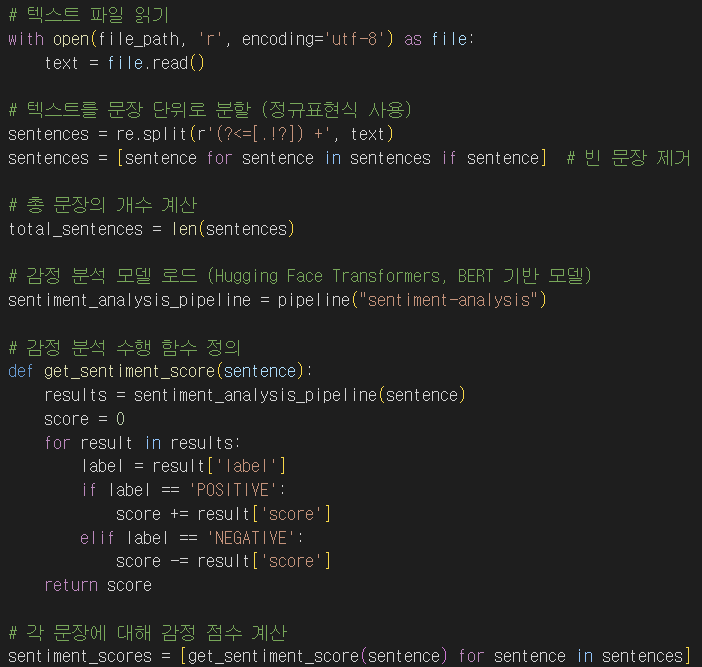 # 텍스트 파일 읽기
with open(file_path, 'r', encoding='utf-8') as file:
    text = file.read()

# 텍스트를 문장 단위로 분할 (정규표현식 사용)
sentences = re.split(r'(?<=[.!?]) +', text)
sentences = [sentence for sentence in sentences if sentence]  # 빈 문장 제거

# 총 문장의 개수 계산
total_sentences = len(sentences)

# 감정 분석 모델 로드 (Hugging Face Transformers, BERT 기반 모델)
sentiment_analysis_pipeline = pipeline("sentiment-analysis")

# 감정 분석 수행 함수 정의
def get_sentiment_score(sentence):
    results = sentiment_analysis_pipeline(sentence)
    score = 0
    for result in results:
        label = result['label']
        if label == 'POSITIVE':
            score += result['score']
        elif label == 'NEGATIVE':
            score -= result['score']
    return score

# 각 문장에 대해 감정 점수 계산
sentiment_scores = [get_sentiment_score(sentence) for sentence in sentences]